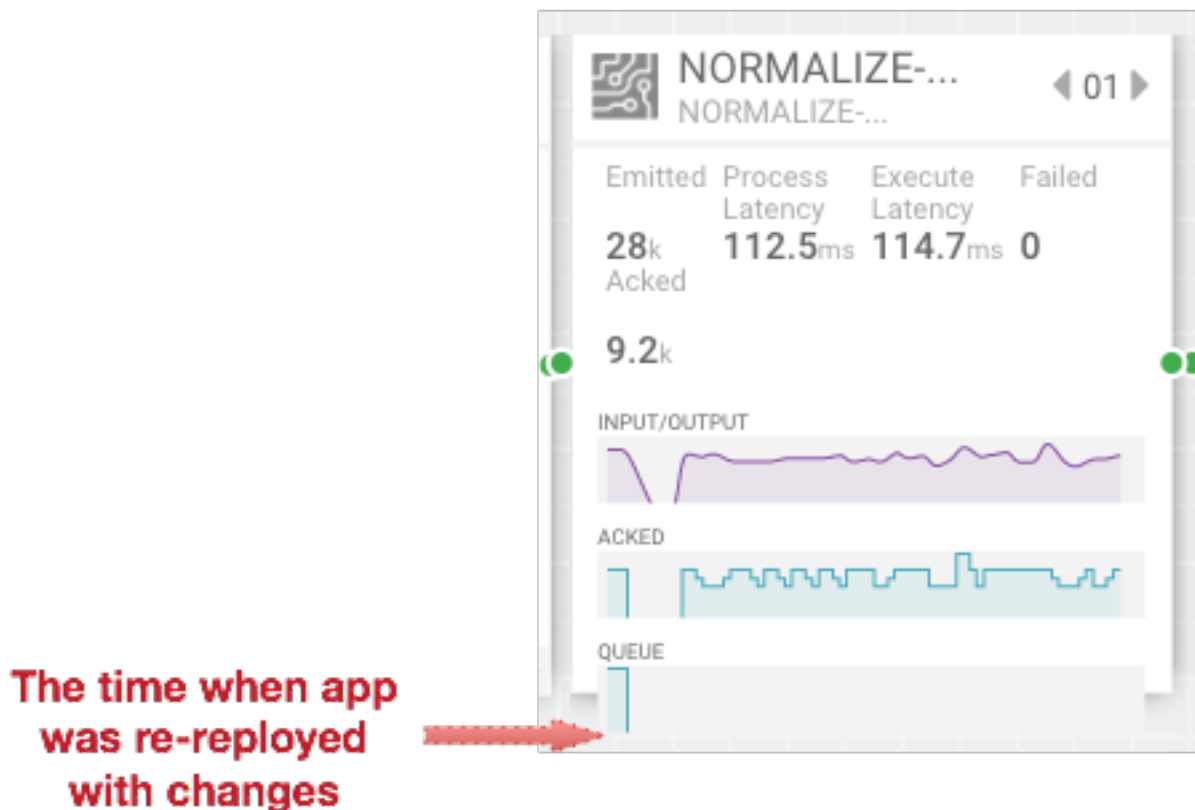 NORMALIZE-...
NORMALIZE-...
01
Emitted Process Latency Execute Latency Failed
28k 112.5ms 114.7ms 0
Acked
9.2k
INPUT/OUTPUT
ACKED
QUEUE
The time when app
was re-reployed
with changes